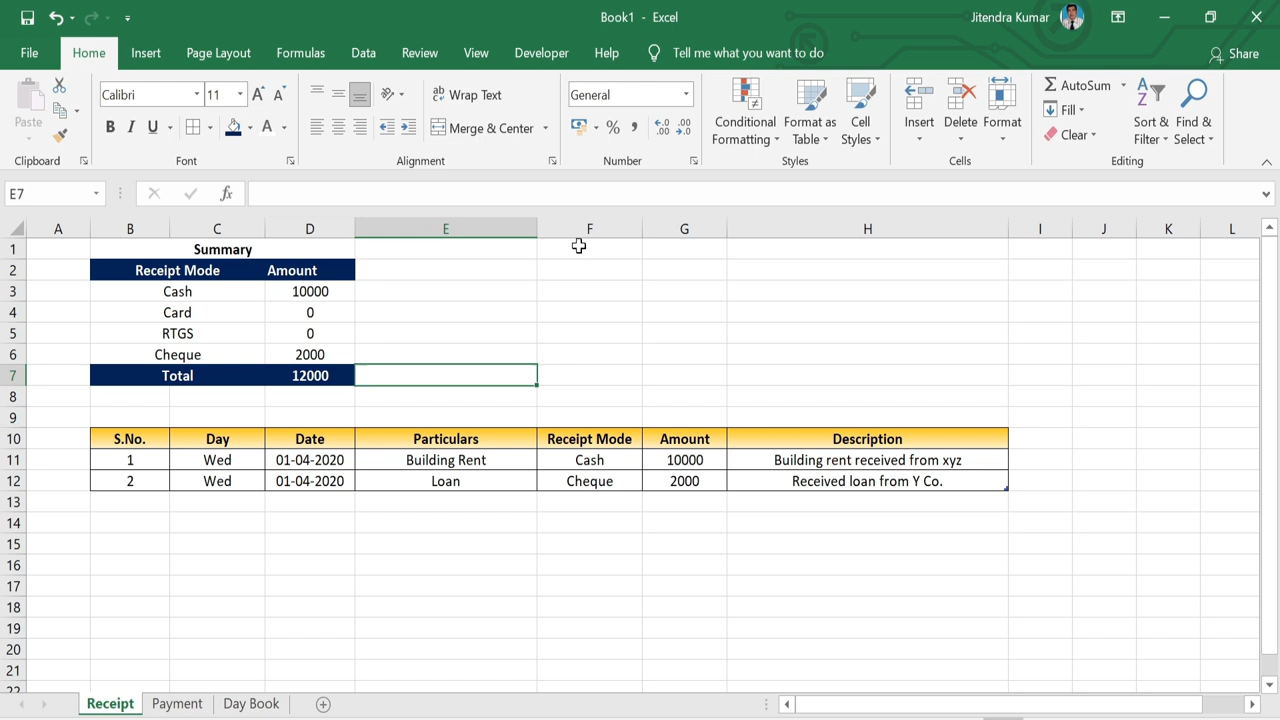 Book1 - Excel
Jitendra Kumar
File Home Insert Page Layout Formulas Data Review View Developer Help Tell me what you want to do Share
Paste
Calibri 11
B I U A
Wrap Text
Merge & Center
General
%
Conditional Formatting
Format as Table
Cell Styles
Insert Delete Format
AutoSum
Fill
Clear
Sort & Filter
Find & Select
Clipboard Font Alignment Number Styles Cells Editing
E7 fx
A B C D E F G H I J K L
1 Summary
2 Receipt Mode Amount
3 Cash 10000
4 Card 0
5 RTGS 0
6 Cheque 2000
7 Total 12000
8
9
10 S.No. Day Date Particulars Receipt Mode Amount Description
11 1 Wed 01-04-2020 Building Rent Cash 10000 Building rent received from xyz
12 2 Wed 01-04-2020 Loan Cheque 2000 Received loan from Y Co.
13
14
15
16
17
18
19
20
21
22
Receipt Payment Day Book